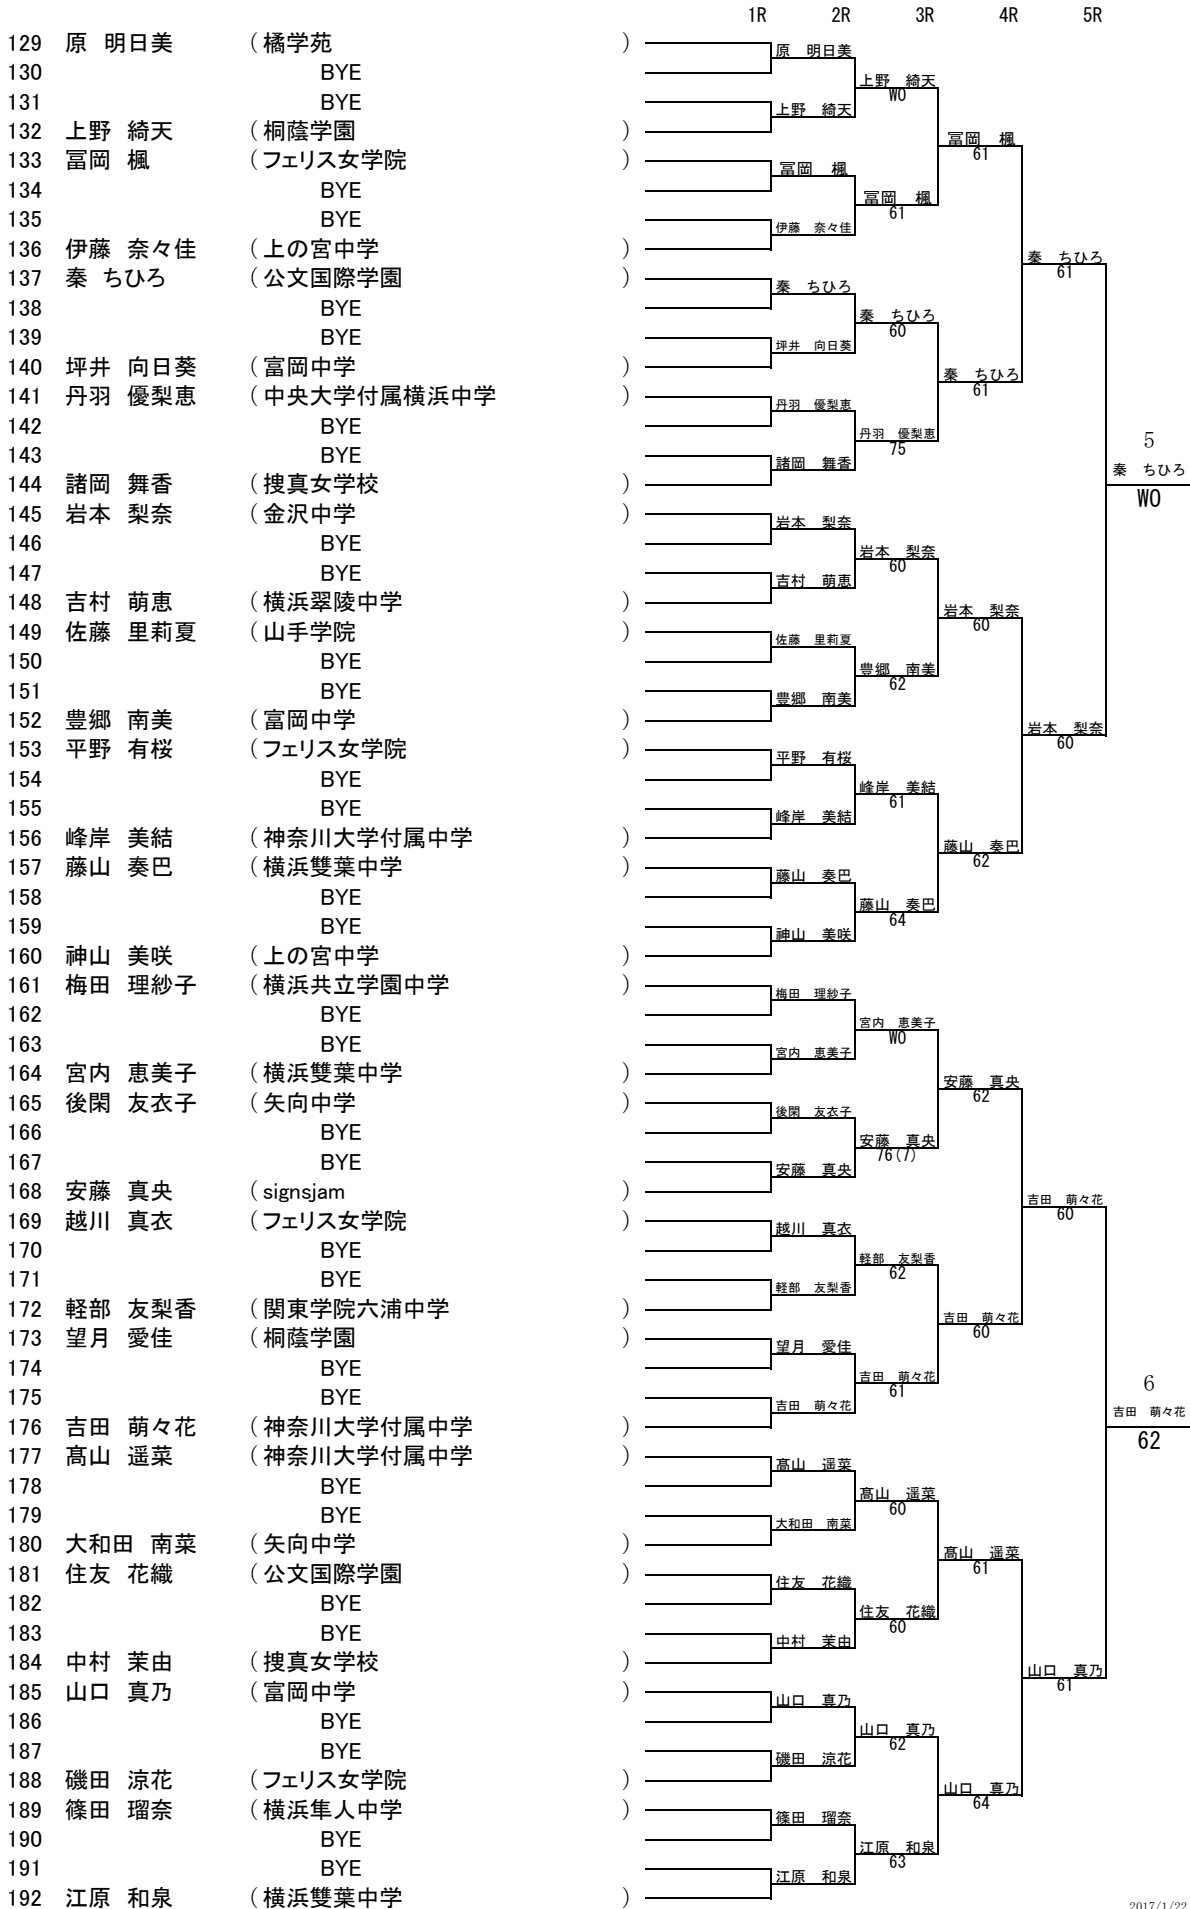 1R 2R 3R 4R 5R
129 原 明日美 ( 橘学苑 ) 原 明日美
130 BYE 上野 綺天
WO
131 BYE 上野 綺天
132 上野 綺天 ( 桐蔭学園 ) 冨岡 楓
61
133 冨岡 楓 ( フェリス女学院 ) 冨岡 楓
134 BYE 冨岡 楓
61
135 BYE 伊藤 奈々佳
136 伊藤 奈々佳 ( 上の宮中学 ) 秦 ちひろ
61
137 秦 ちひろ ( 公文国際学園 ) 秦 ちひろ
138 BYE 秦 ちひろ
60
139 BYE 坪井 向日葵
140 坪井 向日葵 ( 富岡中学 ) 秦 ちひろ
61
141 丹羽 優梨恵 ( 中央大学付属横浜中学 ) 丹羽 優梨恵
142 BYE 丹羽 優梨恵
75
143 BYE 諸岡 舞香 5
144 諸岡 舞香 ( 捜真女学校 ) 秦 ちひろ
WO
145 岩本 梨奈 ( 金沢中学 ) 岩本 梨奈
146 BYE 岩本 梨奈
60
147 BYE 吉村 萌恵
148 吉村 萌恵 ( 横浜翠陵中学 ) 岩本 梨奈
60
149 佐藤 里莉夏 ( 山手学院 ) 佐藤 里莉夏
150 BYE 豊郷 南美
62
151 BYE 豊郷 南美
152 豊郷 南美 ( 富岡中学 ) 岩本 梨奈
60
153 平野 有桜 ( フェリス女学院 ) 平野 有桜
154 BYE 峰岸 美結
61
155 BYE 峰岸 美結
156 峰岸 美結 ( 神奈川大学付属中学 ) 藤山 奏巴
62
157 藤山 奏巴 ( 横浜雙葉中学 ) 藤山 奏巴
158 BYE 藤山 奏巴
64
159 BYE 神山 美咲
160 神山 美咲 ( 上の宮中学 )
161 梅田 理紗子 ( 横浜共立学園中学 ) 梅田 理紗子
162 BYE 宮内 恵美子
WO
163 BYE 宮内 恵美子
164 宮内 恵美子 ( 横浜雙葉中学 ) 安藤 真央
62
165 後閑 友衣子 ( 矢向中学 ) 後閑 友衣子
166 BYE 安藤 真央
76(7)
167 BYE 安藤 真央
168 安藤 真央 ( signsjam ) 吉田 萌々花
60
169 越川 真衣 ( フェリス女学院 ) 越川 真衣
170 BYE 軽部 友梨香
62
171 BYE 軽部 友梨香
172 軽部 友梨香 ( 関東学院六浦中学 ) 吉田 萌々花
60
173 望月 愛佳 ( 桐蔭学園 ) 望月 愛佳
174 BYE 吉田 萌々花
61
175 BYE 吉田 萌々花 6
176 吉田 萌々花 ( 神奈川大学付属中学 ) 吉田 萌々花
62
177 髙山 遥菜 ( 神奈川大学付属中学 ) 髙山 遥菜
178 BYE 髙山 遥菜
60
179 BYE 大和田 南菜
180 大和田 南菜 ( 矢向中学 ) 髙山 遥菜
61
181 住友 花織 ( 公文国際学園 ) 住友 花織
182 BYE 住友 花織
60
183 BYE 中村 茉由
184 中村 茉由 ( 捜真女学校 ) 山口 真乃
61
185 山口 真乃 ( 富岡中学 ) 山口 真乃
186 BYE 山口 真乃
62
187 BYE 磯田 涼花
188 磯田 涼花 ( フェリス女学院 ) 山口 真乃
64
189 篠田 瑠奈 ( 横浜隼人中学 ) 篠田 瑠奈
190 BYE 江原 和泉
63
191 BYE 江原 和泉
192 江原 和泉 ( 横浜雙葉中学 )
2017/1/22